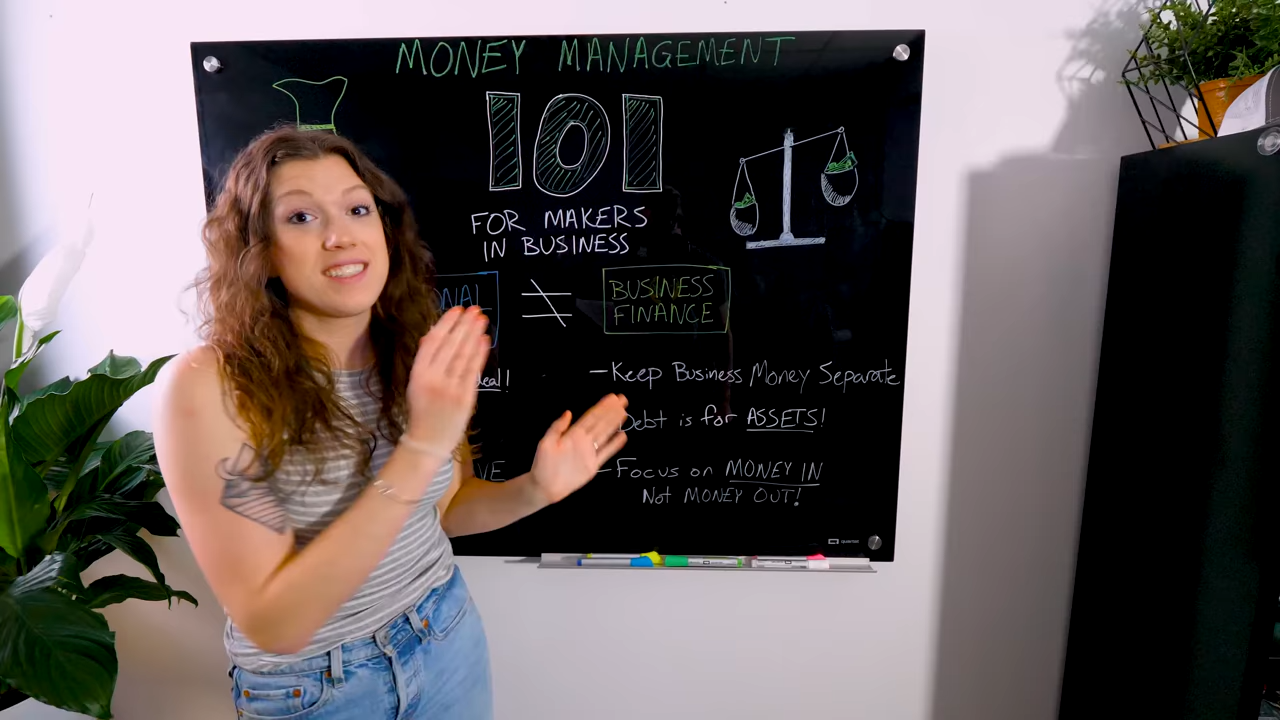 MONEY MANAGEMENT
101
FOR MAKERS
IN BUSINESS
BUSINESS
FINANCE
– Keep Business Money Separate
Debt is for ASSETS!
– Focus on MONEY IN
Not MONEY OUT!
quartet